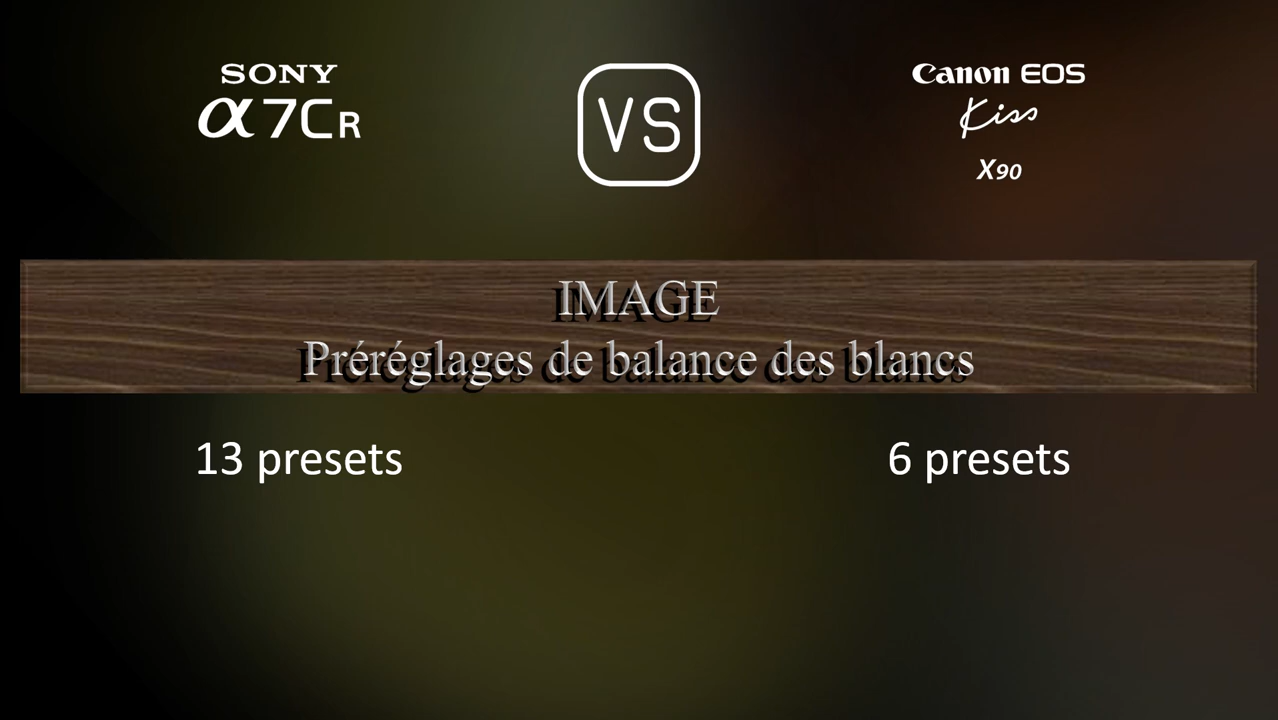 SONY
α7CR
VS
Canon EOS
Kiss
X90
IMAGE
Préréglages de balance des blancs
13 presets
6 presets